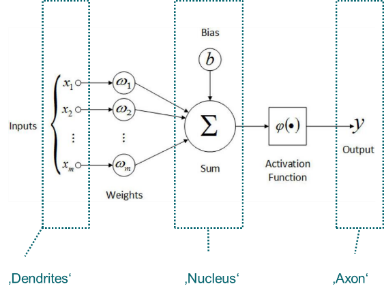 Bias
b
x1
ω1
x2
ω2
Inputs
⋮
⋮
Σ
φ(•)
y
Output
xm
ωm
Sum
Activation
Function
Weights
‚Dendrites‘
‚Nucleus‘
‚Axon‘